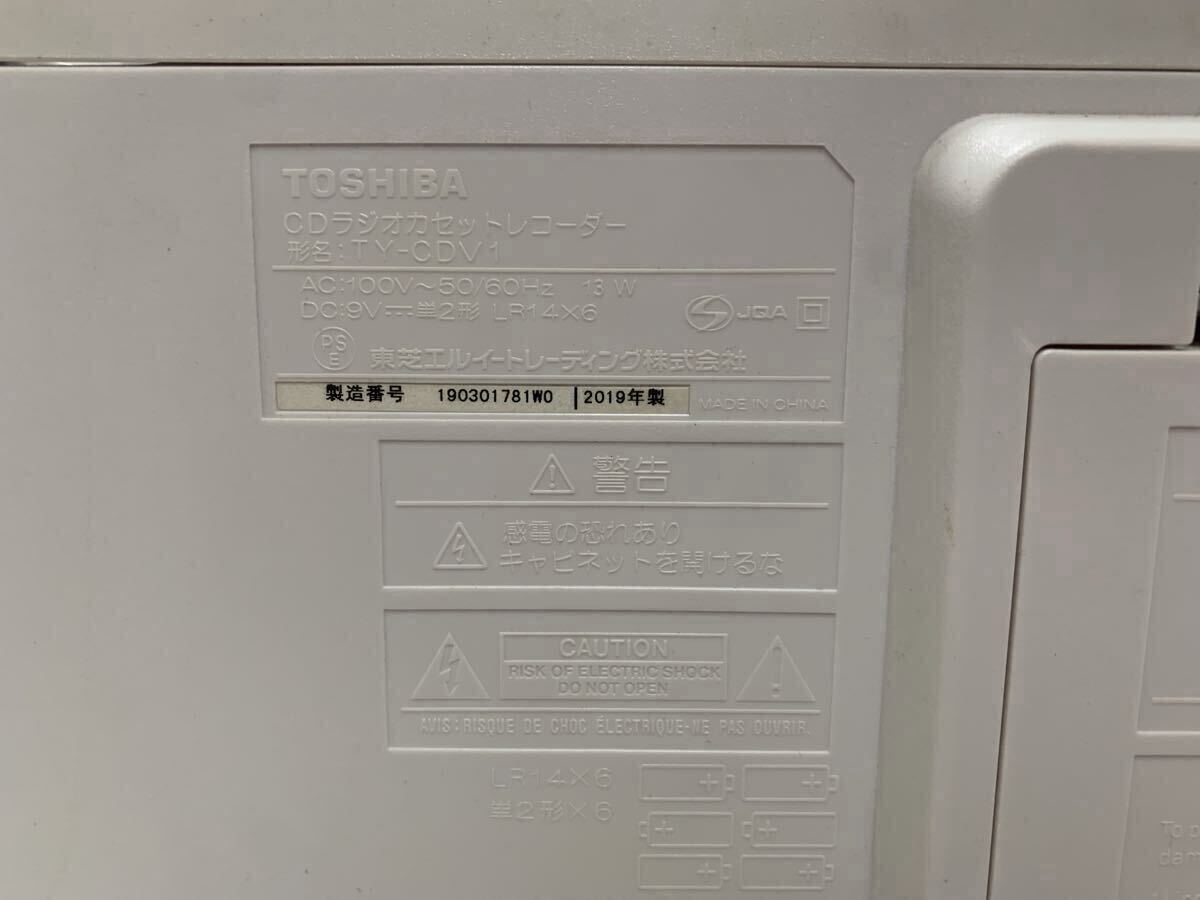 TOSHIBA
CDラジオカセットレコーダー
形名：TY-CDV1
AC:100V～50/60Hz 13 W
DC:9V⎓単2形 LR14×6
JQA
PS
E
東芝エルイートレーディング株式会社
製造番号 190301781W0 2019年製
MADE IN CHINA
警告
感電の恐れあり
キャビネットを開けるな
CAUTION
RISK OF ELECTRIC SHOCK
DO NOT OPEN
AVIS : RISQUE DE CHOC ÉLECTRIQUE-NE PAS OUVRIR.
LR14×6
単2形×6
To